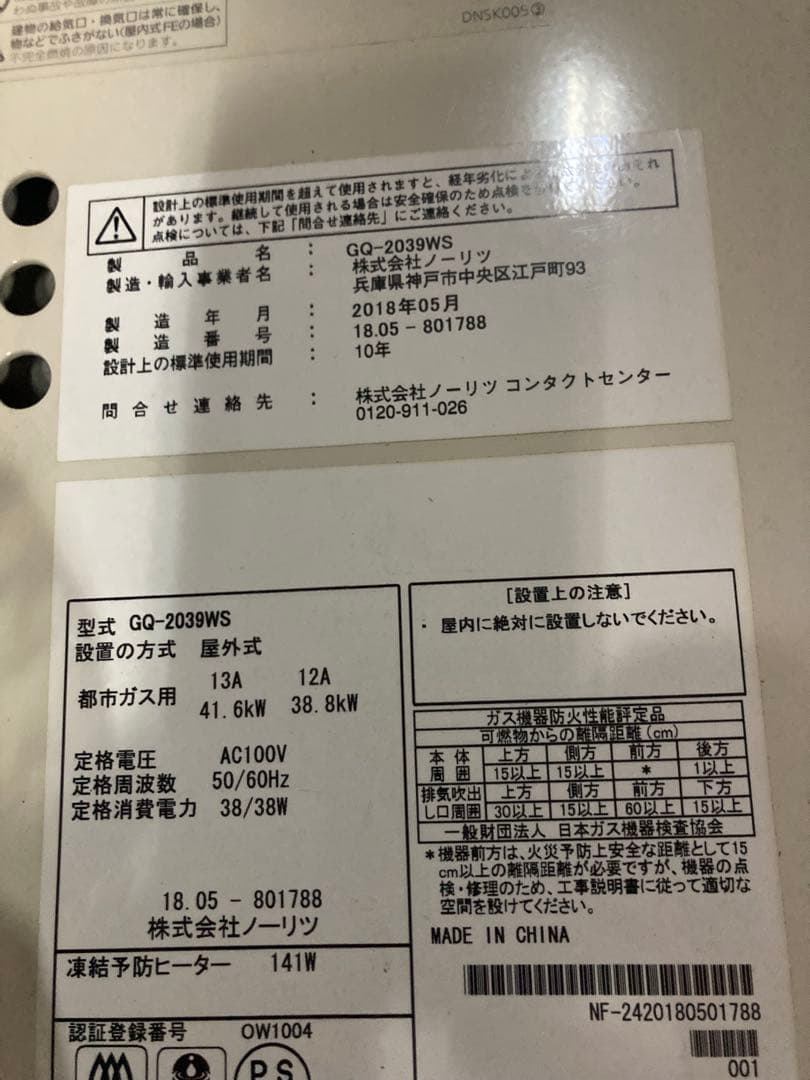 建物の給気口・換気口は常に確保し、
物などでふさがない(屋内式FEの場合)
不完全燃焼の原因になります。
DNSK005②
設計上の標準使用期間を超えて使用されますと、経年劣化によ
があります。継続して使用される場合は安全確保のため点検を
点検については、下記「問合せ連絡先」にご連絡ください。
製品名 : GQ-2039WS
製造・輸入事業者名 : 株式会社ノーリツ
兵庫県神戸市中央区江戸町93
製造年月 : 2018年05月
製造番号 : 18.05 - 801788
設計上の標準使用期間 : 10年
問合せ連絡先 : 株式会社ノーリツ コンタクトセンター
0120-911-026
型式 GQ-2039WS
設置の方式 屋外式
都市ガス用 13A 12A
41.6kW 38.8kW
定格電圧 AC100V
定格周波数 50/60Hz
定格消費電力 38/38W
18.05 - 801788
株式会社ノーリツ
凍結予防ヒーター 141W
認証登録番号 OW1004
PS
[設置上の注意]
・ 屋内に絶対に設置しないでください。
ガス機器防火性能評定品
可燃物からの離隔距離(cm)
本体周囲 上方 側方 前方 後方
15以上 15以上 * 1以上
排気吹出し口周囲 上方 側方 前方 下方
30以上 15以上 60以上 15以上
一般財団法人 日本ガス機器検査協会
*機器前方は、火災予防上安全な距離として15
cm以上の離隔距離が必要ですが、機器の点
検・修理のため、工事説明書に従って適切な
空間を設けてください。
MADE IN CHINA
NF-2420180501788
001